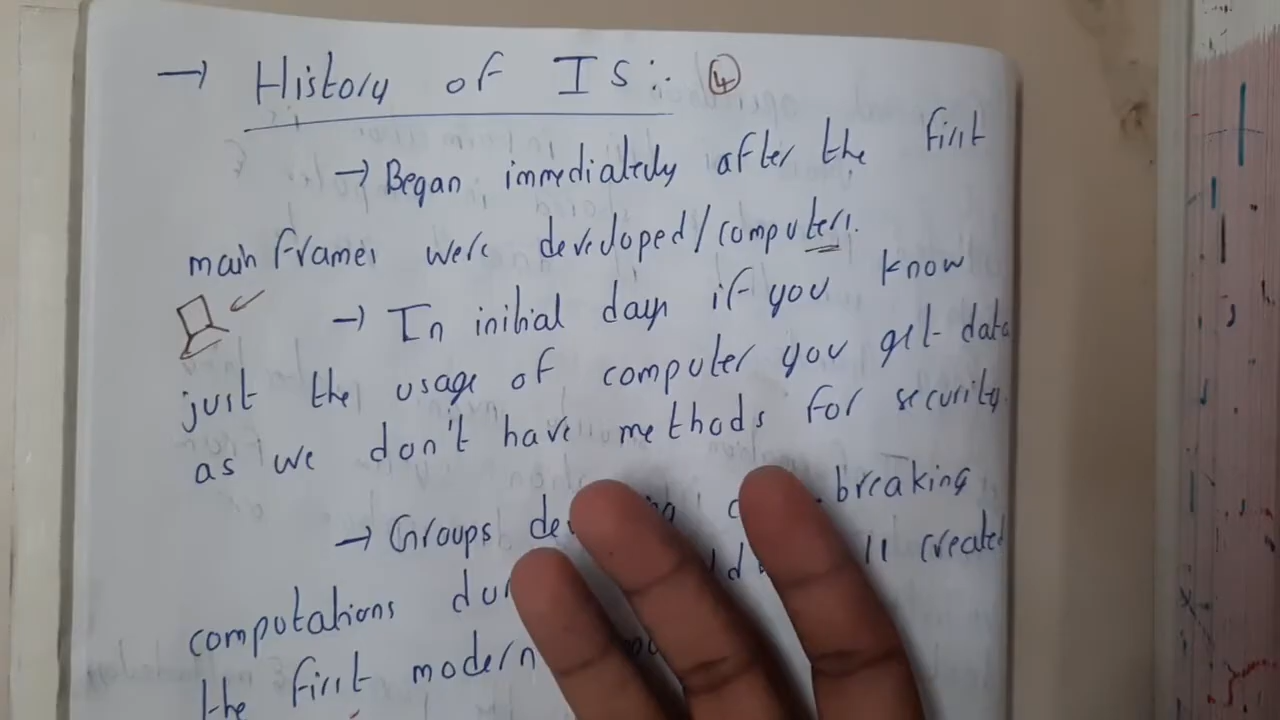 → History of IS:- ④
→ Began immediately after the first
main frames were developed/computers.
→ In initial days if you know
just the usage of computer you get data
as we don't have methods for security.
→ Groups breaking
computations created
the first modern